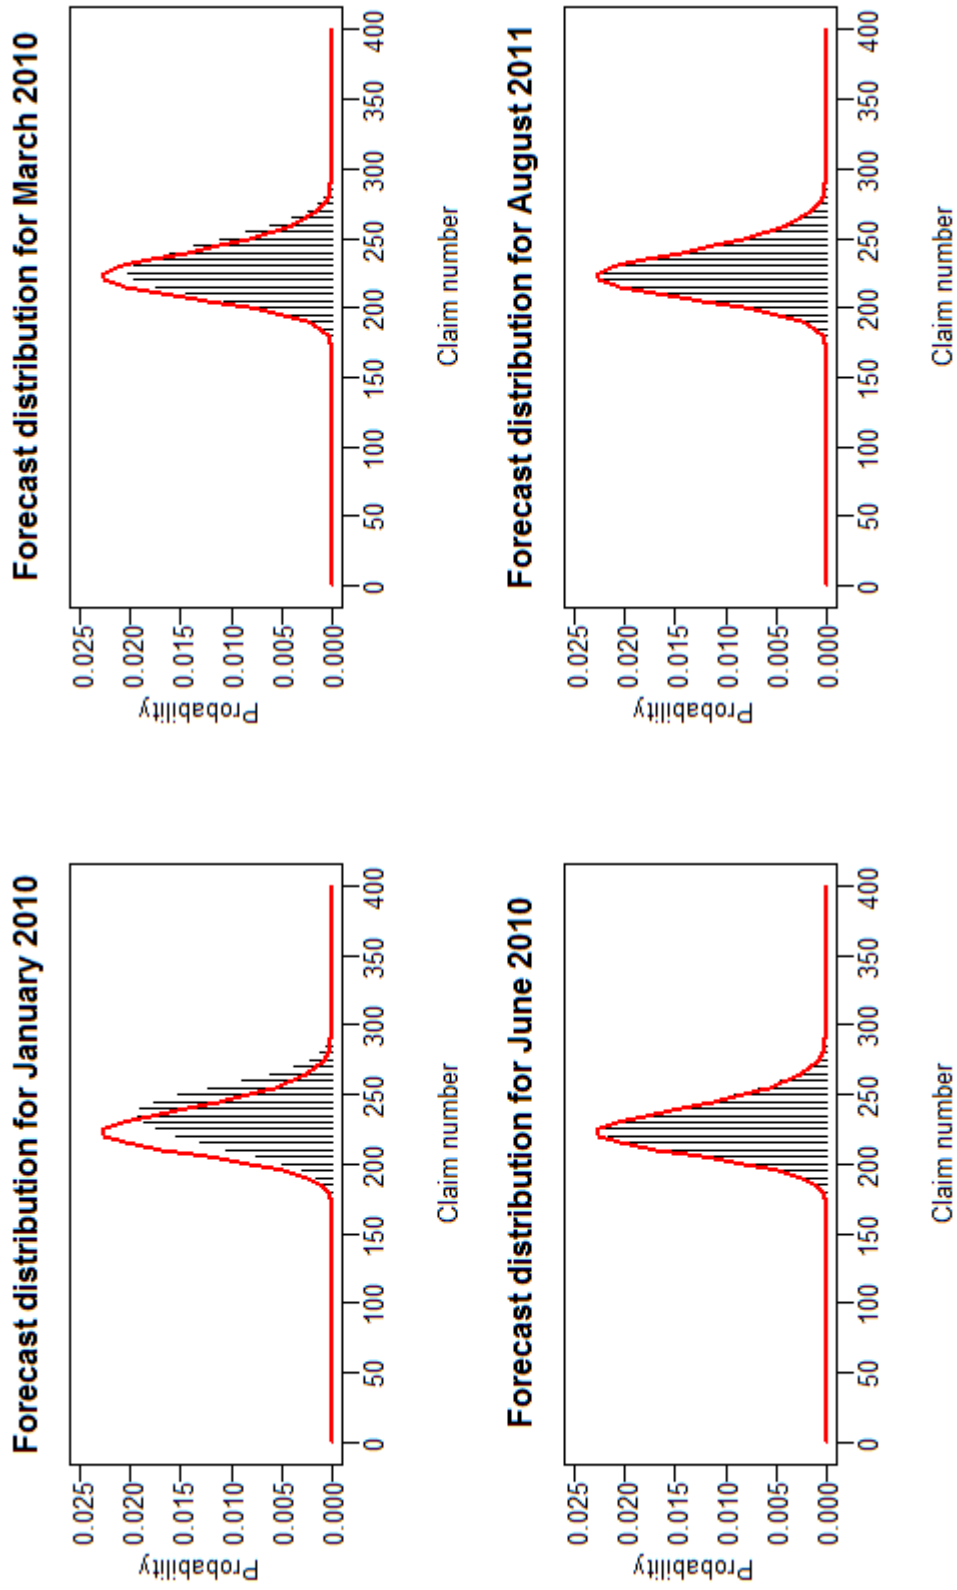 Forecast distribution for January 2010
Probability
0.000 0.005 0.010 0.015 0.020 0.025
0 50 100 150 200 250 300 350 400
Claim number
Forecast distribution for March 2010
Probability
0.000 0.005 0.010 0.015 0.020 0.025
0 50 100 150 200 250 300 350 400
Claim number
Forecast distribution for June 2010
Probability
0.000 0.005 0.010 0.015 0.020 0.025
0 50 100 150 200 250 300 350 400
Claim number
Forecast distribution for August 2011
Probability
0.000 0.005 0.010 0.015 0.020 0.025
0 50 100 150 200 250 300 350 400
Claim number